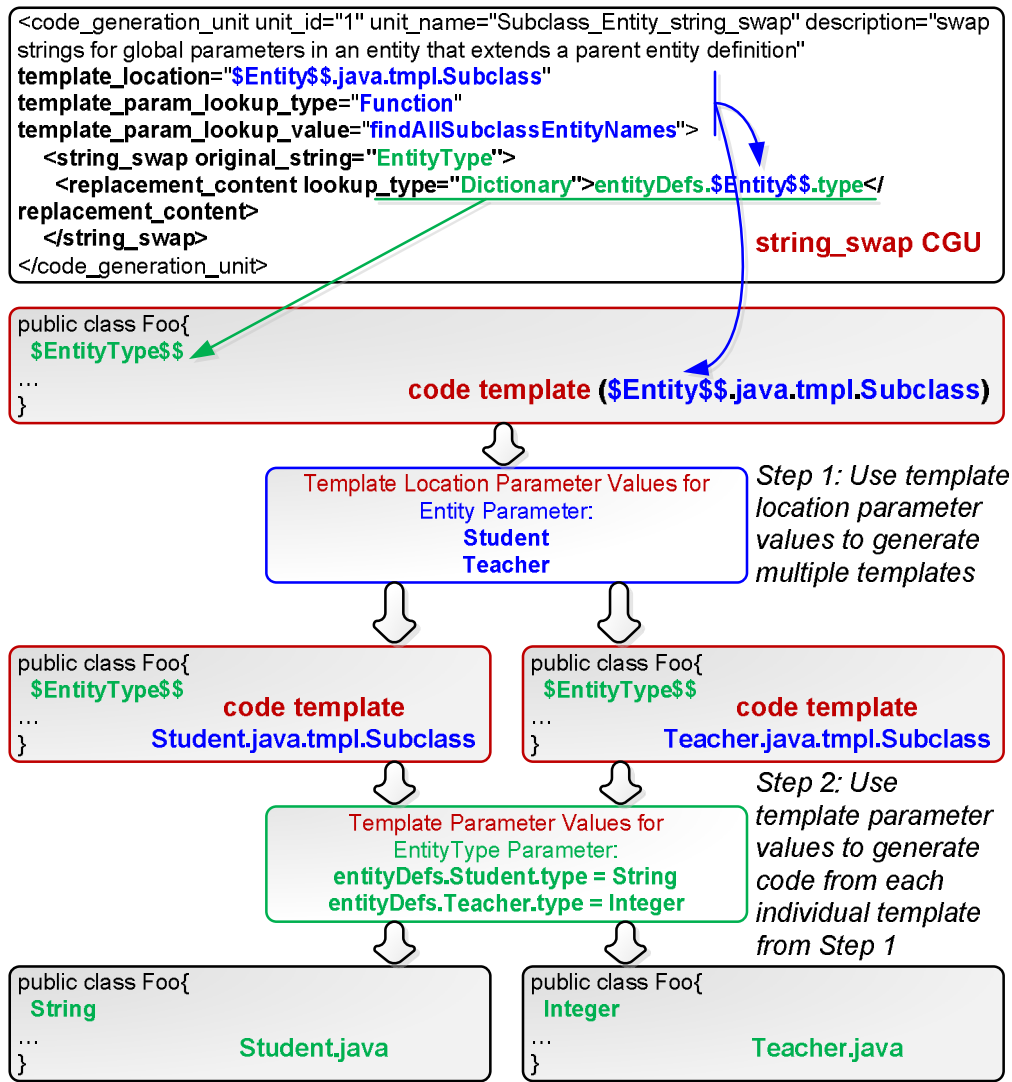 <code_generation_unit unit_id="1" unit_name="Subclass_Entity_string_swap" description="swap
strings for global parameters in an entity that extends a parent entity definition"
template_location="$Entity$$.java.tmpl.Subclass"
template_param_lookup_type="Function"
template_param_lookup_value="findAllSubclassEntityNames">
<string_swap original_string="EntityType">
<replacement_content lookup_type="Dictionary">entityDefs.$Entity$$.type</
replacement_content>
</string_swap>
string_swap CGU
</code_generation_unit>
public class Foo{
$EntityType$$
...
code template ($Entity$$.java.tmpl.Subclass)
}
Template Location Parameter Values for
Entity Parameter:
Student
Teacher
Step 1: Use template
location parameter
values to generate
multiple templates
public class Foo{
$EntityType$$
...
code template
}
Student.java.tmpl.Subclass
public class Foo{
$EntityType$$
...
code template
}
Teacher.java.tmpl.Subclass
Template Parameter Values for
EntityType Parameter:
entityDefs.Student.type = String
entityDefs.Teacher.type = Integer
Step 2: Use
template parameter
values to generate
code from each
individual template
from Step 1
public class Foo{
String
...
Student.java
}
public class Foo{
Integer
...
Teacher.java
}